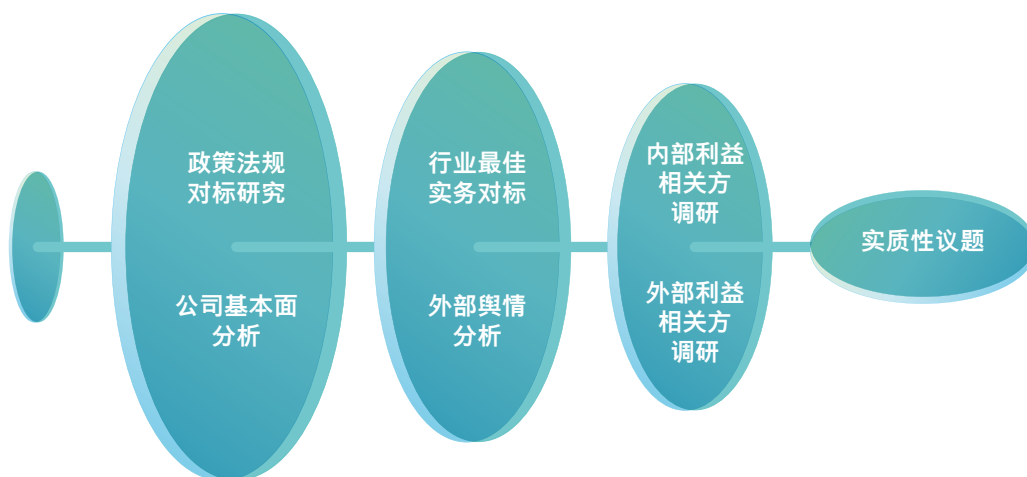 政策法规
对标研究
公司基本面
分析
行业最佳
实务对标
外部舆情
分析
内部利益
相关方
调研
外部利益
相关方
调研
实质性议题